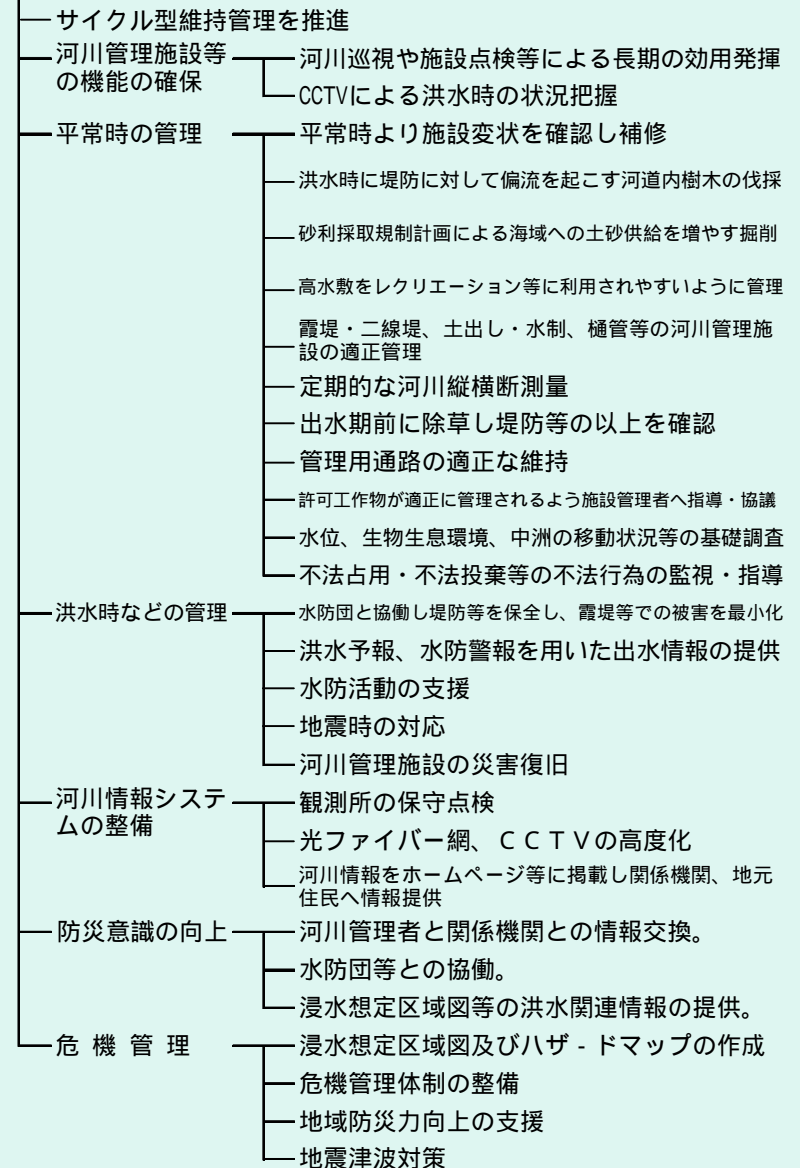 サイクル型維持管理を推進
河川管理施設等
の機能の確保
河川巡視や施設点検等による長期の効用発揮
CCTVによる洪水時の状況把握
平常時の管理
平常時より施設変状を確認し補修
洪水時に堤防に対して偏流を起こす河道内樹木の伐採
砂利採取規制計画による海域への土砂供給を増やす掘削
高水敷をレクリエーション等に利用されやすいように管理
霞堤・二線堤、土出し・水制、樋管等の河川管理施
設の適正管理
定期的な河川縦横断測量
出水期前に除草し堤防等の以上を確認
管理用通路の適正な維持
許可工作物が適正に管理されるよう施設管理者へ指導・協議
水位、生物生息環境、中洲の移動状況等の基礎調査
不法占用・不法投棄等の不法行為の監視・指導
洪水時などの管理
水防団と協働し堤防等を保全し、霞堤等での被害を最小化
洪水予報、水防警報を用いた出水情報の提供
水防活動の支援
地震時の対応
河川管理施設の災害復旧
河川情報システ
ムの整備
観測所の保守点検
光ファイバー網、ＣＣＴＶの高度化
河川情報をホームページ等に掲載し関係機関、地元
住民へ情報提供
防災意識の向上
河川管理者と関係機関との情報交換。
水防団等との協働。
浸水想定区域図等の洪水関連情報の提供。
危 機 管 理
浸水想定区域図及びハザ‐ドマップの作成
危機管理体制の整備
地域防災力向上の支援
地震津波対策